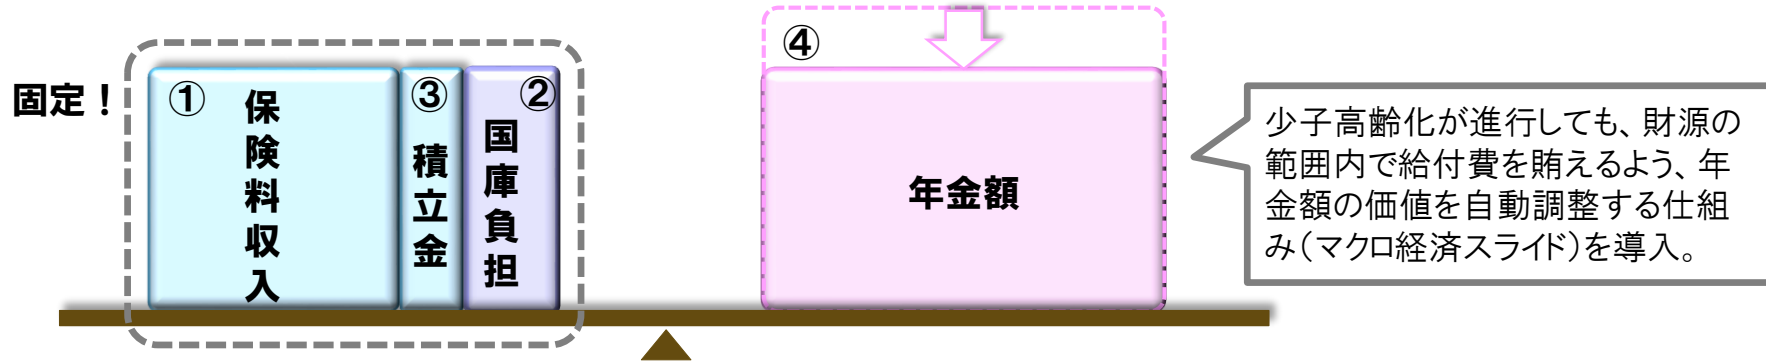 固定！
①
保険料収入
③
積立金
②
国庫負担
④
年金額
少子高齢化が進行しても、財源の
範囲内で給付費を賄えるよう、年
金額の価値を自動調整する仕組
み（マクロ経済スライド）を導入。